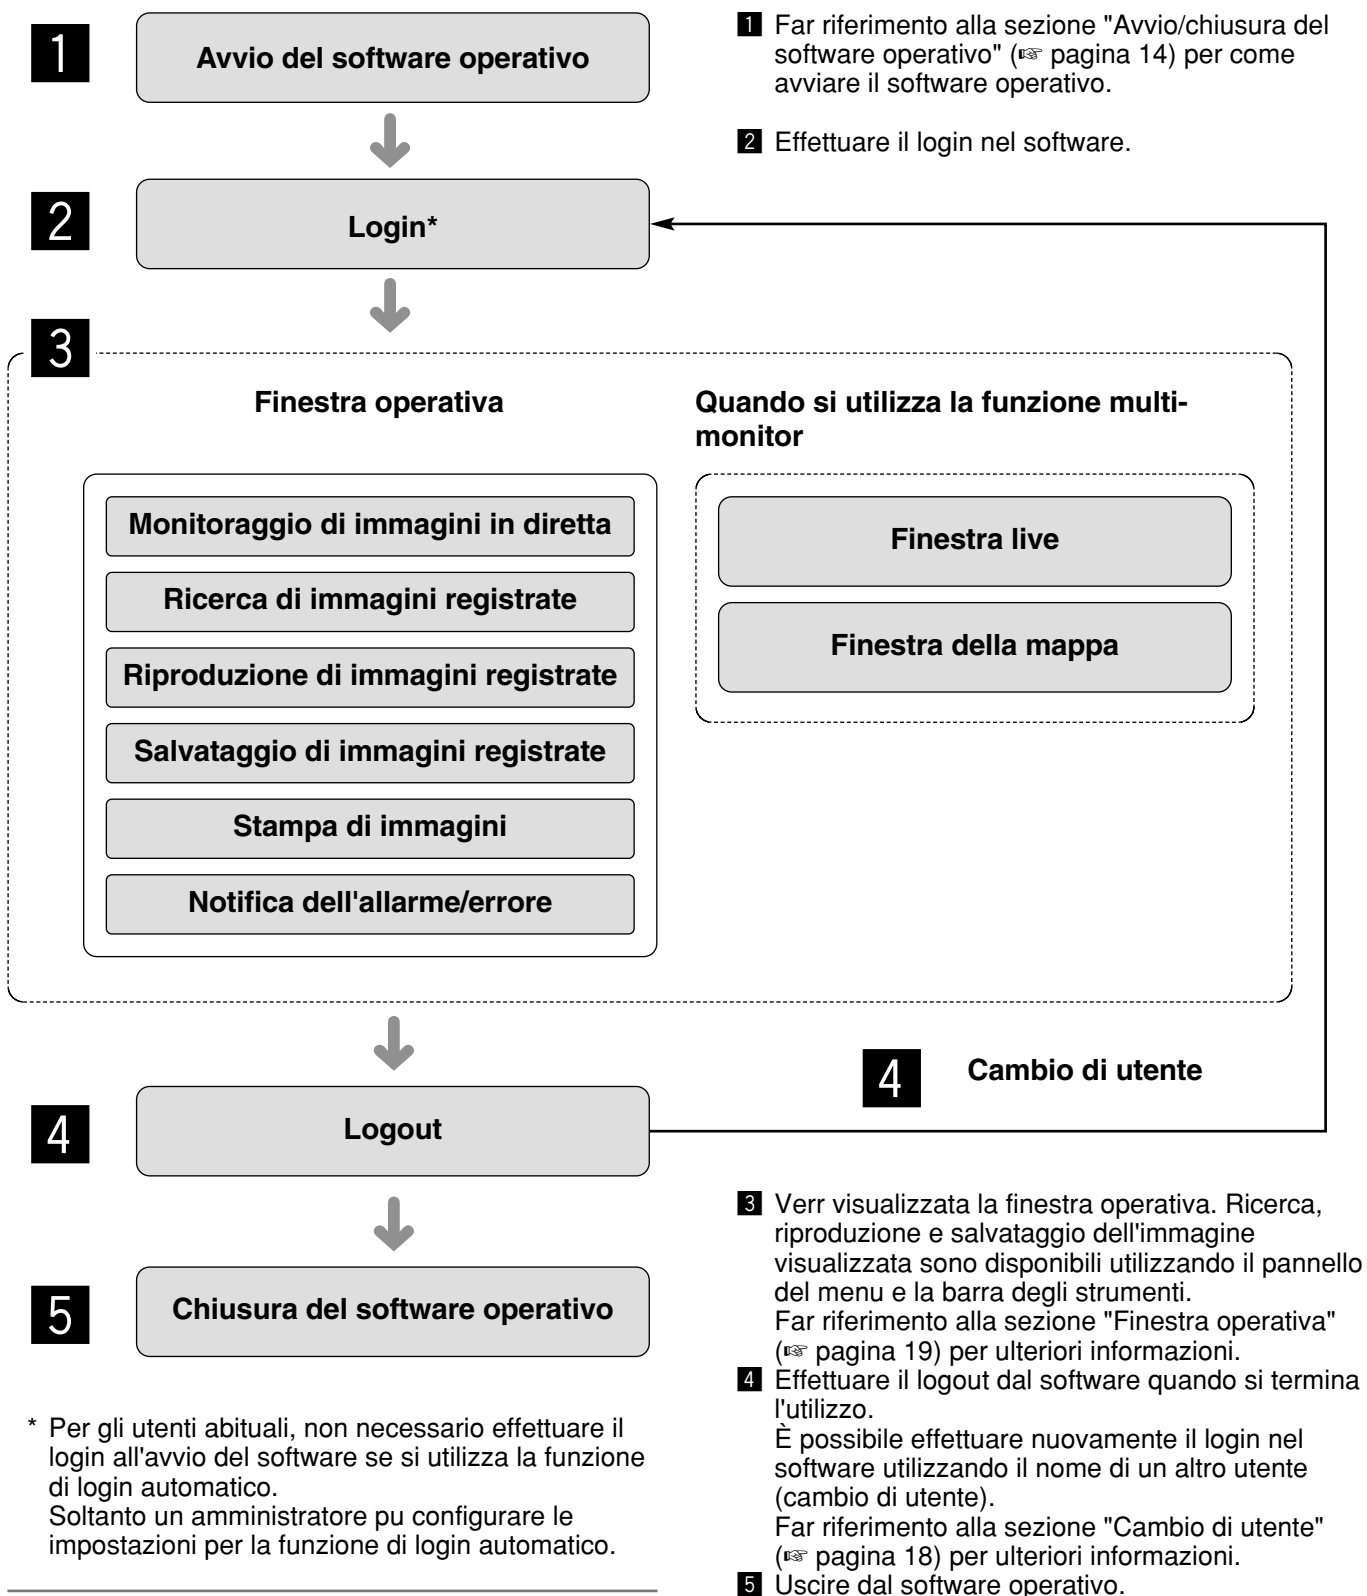 1
Avvio del software operativo
1 Far riferimento alla sezione "Avvio/chiusura del
software operativo" (☞ pagina 14) per come
avviare il software operativo.
2 Effettuare il login nel software.
2
Login*
3
Finestra operativa
Monitoraggio di immagini in diretta
Ricerca di immagini registrate
Riproduzione di immagini registrate
Salvataggio di immagini registrate
Stampa di immagini
Notifica dell'allarme/errore
Quando si utilizza la funzione multi-
monitor
Finestra live
Finestra della mappa
4
Logout
4
Cambio di utente
5
Chiusura del software operativo
* Per gli utenti abituali, non necessario effettuare il
login all'avvio del software se si utilizza la funzione
di login automatico.
Soltanto un amministratore pu configurare le
impostazioni per la funzione di login automatico.
3 Verr visualizzata la finestra operativa. Ricerca,
riproduzione e salvataggio dell'immagine
visualizzata sono disponibili utilizzando il pannello
del menu e la barra degli strumenti.
Far riferimento alla sezione "Finestra operativa"
(☞ pagina 19) per ulteriori informazioni.
4 Effettuare il logout dal software quando si termina
l'utilizzo.
È possibile effettuare nuovamente il login nel
software utilizzando il nome di un altro utente
(cambio di utente).
Far riferimento alla sezione "Cambio di utente"
(☞ pagina 18) per ulteriori informazioni.
5 Uscire dal software operativo.